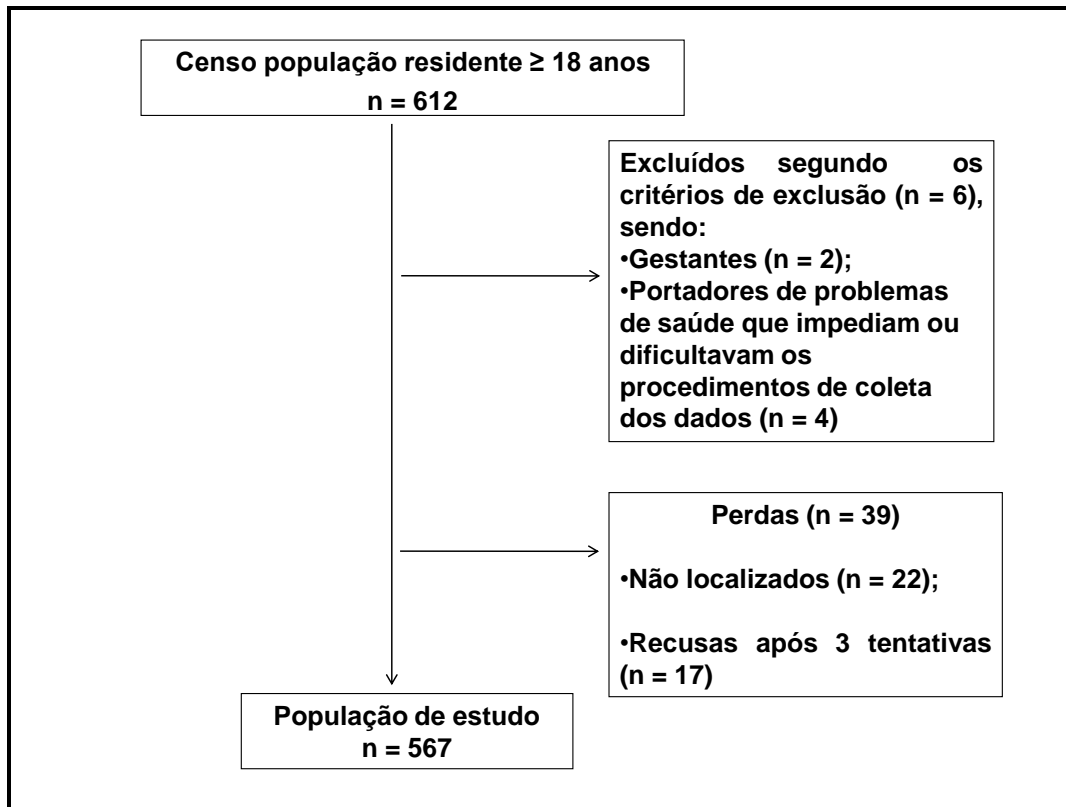 Censo população residente ≥ 18 anos
n = 612
Excluídos segundo os
critérios de exclusão (n = 6),
sendo:
•Gestantes (n = 2);
•Portadores de problemas
de saúde que impediam ou
dificultavam os
procedimentos de coleta
dos dados (n = 4)
Perdas (n = 39)
•Não localizados (n = 22);
•Recusas após 3 tentativas
(n = 17)
População de estudo
n = 567